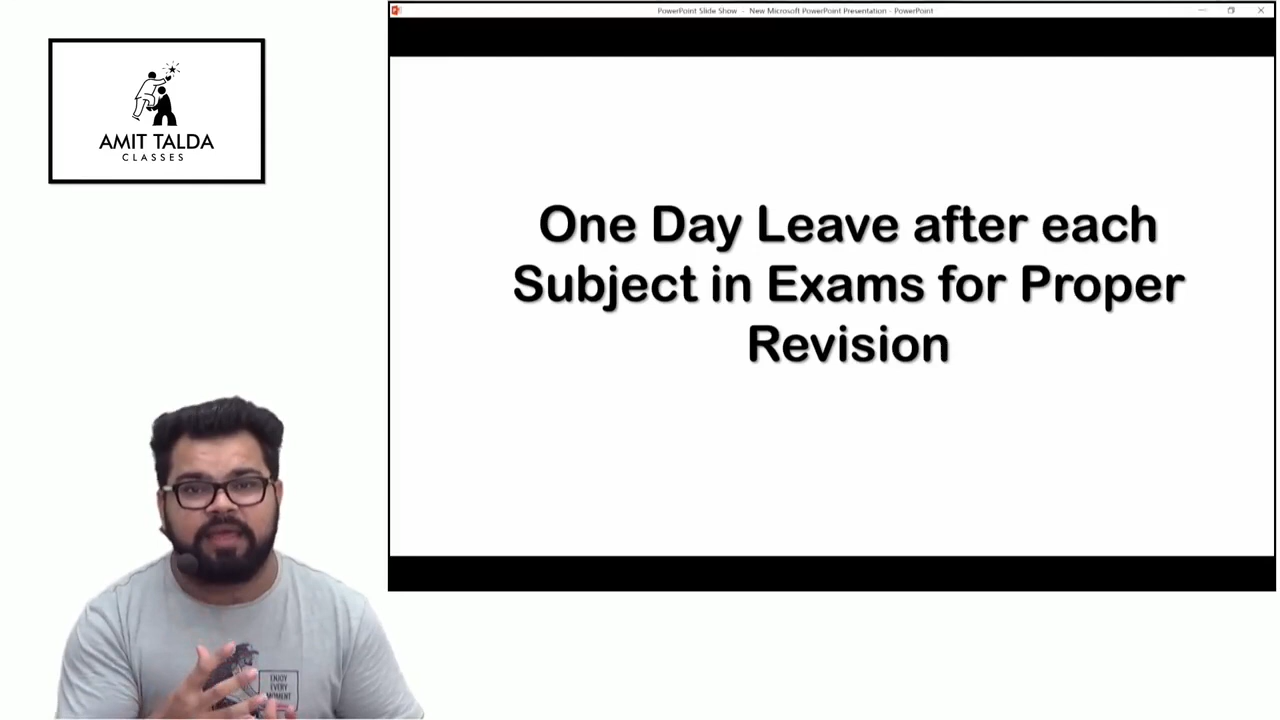 PowerPoint Slide Show - New Microsoft PowerPoint Presentation - PowerPoint
AMIT TALDA
CLASSES
One Day Leave after each
Subject in Exams for Proper
Revision
ENJOY
EVERY
MOMENT